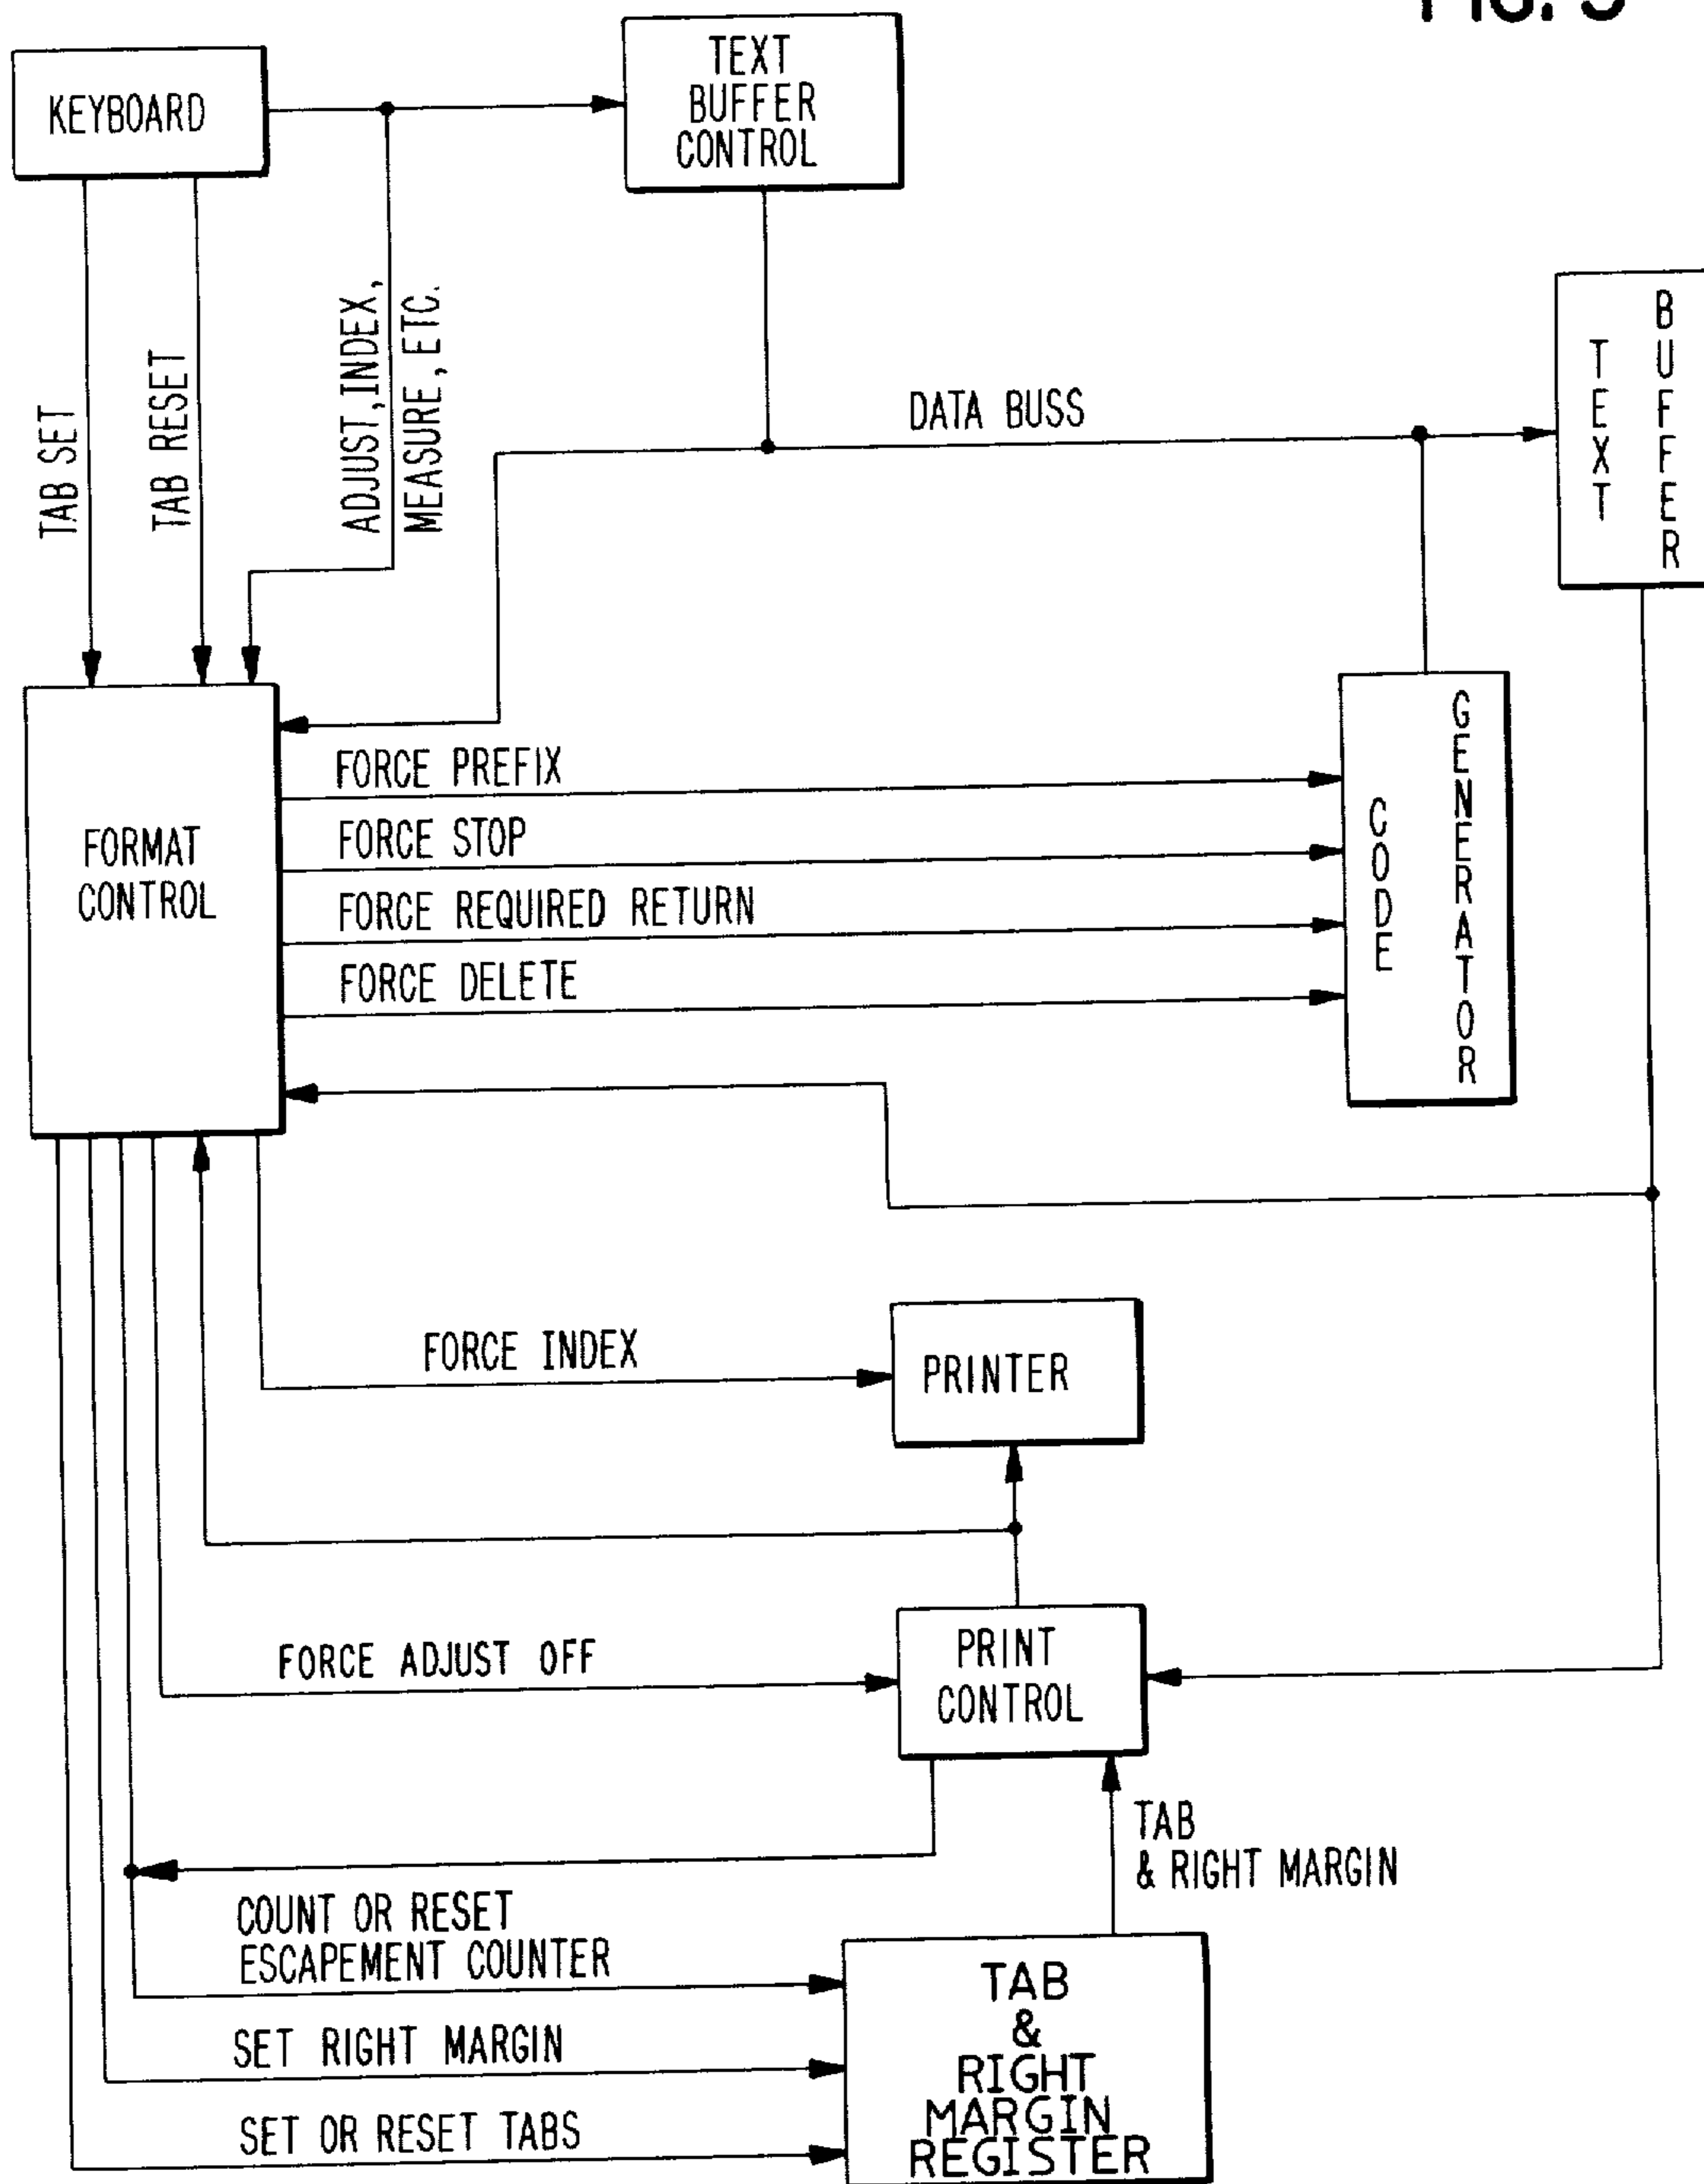 FIG. 5
KEYBOARD
TEXT
BUFFER
CONTROL
TAB SET
TAB RESET
ADJUST, INDEX,
MEASURE, ETC.
DATA BUSS
TEXT
BUFFER
FORCE PREFIX
FORCE STOP
FORCE REQUIRED RETURN
FORCE DELETE
FORMAT
CONTROL
CODE
GENERATOR
FORCE INDEX
PRINTER
FORCE ADJUST OFF
PRINT
CONTROL
TAB
& RIGHT MARGIN
COUNT OR RESET
ESCAPEMENT COUNTER
SET RIGHT MARGIN
SET OR RESET TABS
TAB
&
RIGHT
MARGIN
REGISTER